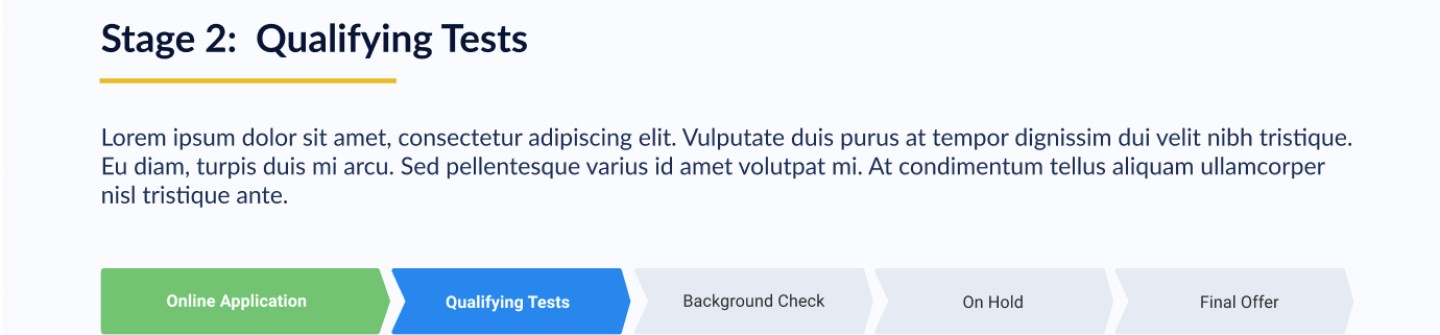 Stage 2:  Qualifying Tests
Lorem ipsum dolor sit amet, consectetur adipiscing elit. Vulputate duis purus at tempor dignissim dui velit nibh tristique.
Eu diam, turpis duis mi arcu. Sed pellentesque varius id amet volutpat mi. At condimentum tellus aliquam ullamcorper
nisl tristique ante.
Online Application
Qualifying Tests
Background Check
On Hold
Final Offer